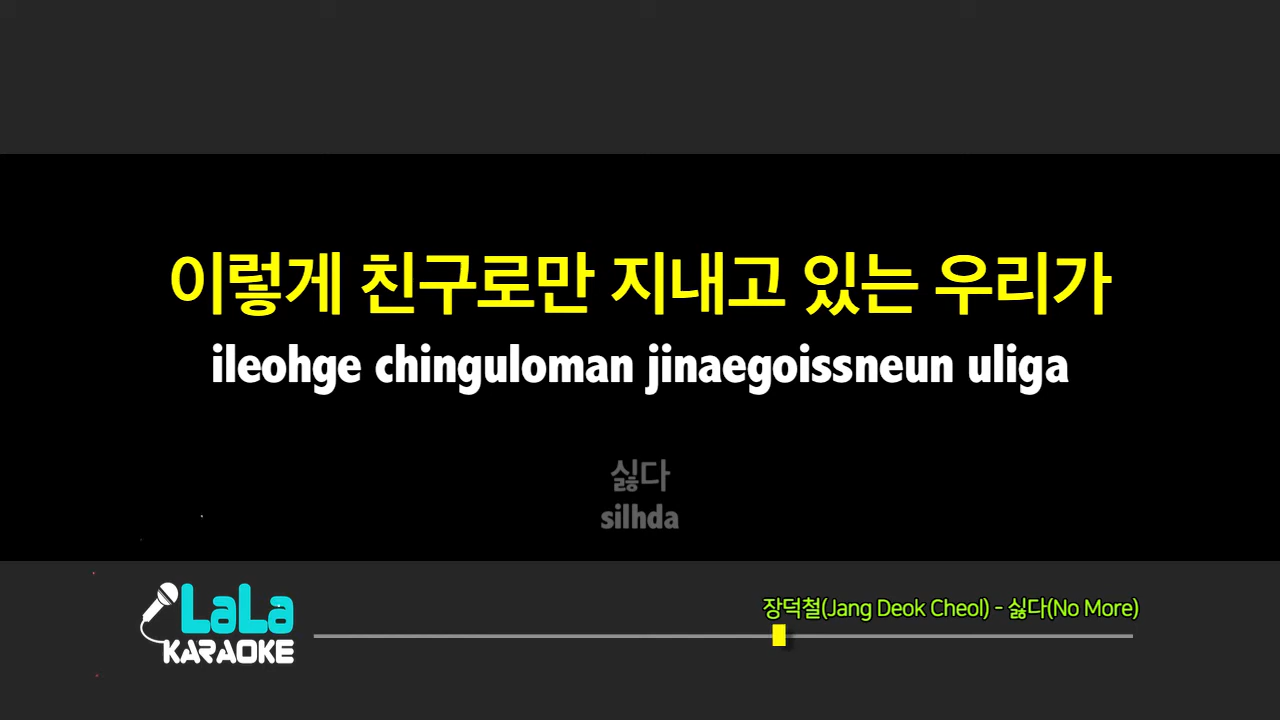 이렇게 친구로만 지내고 있는 우리가
ileohge chinguloman jinaegoissneun uliga
싫다
silhda
장덕철(Jang Deok Cheol) - 싫다(No More)
LaLa
KARAOKE